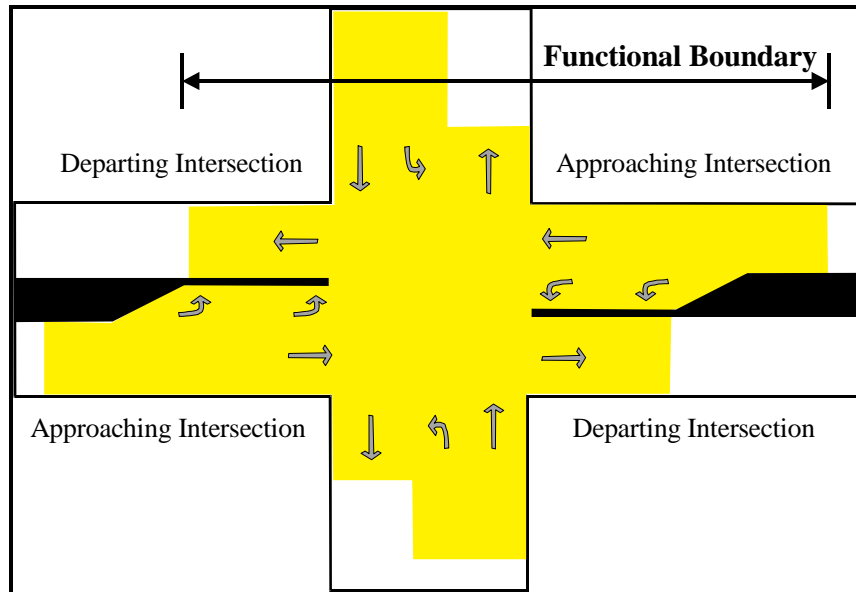 Functional Boundary
Departing Intersection
Approaching Intersection
Approaching Intersection
Departing Intersection